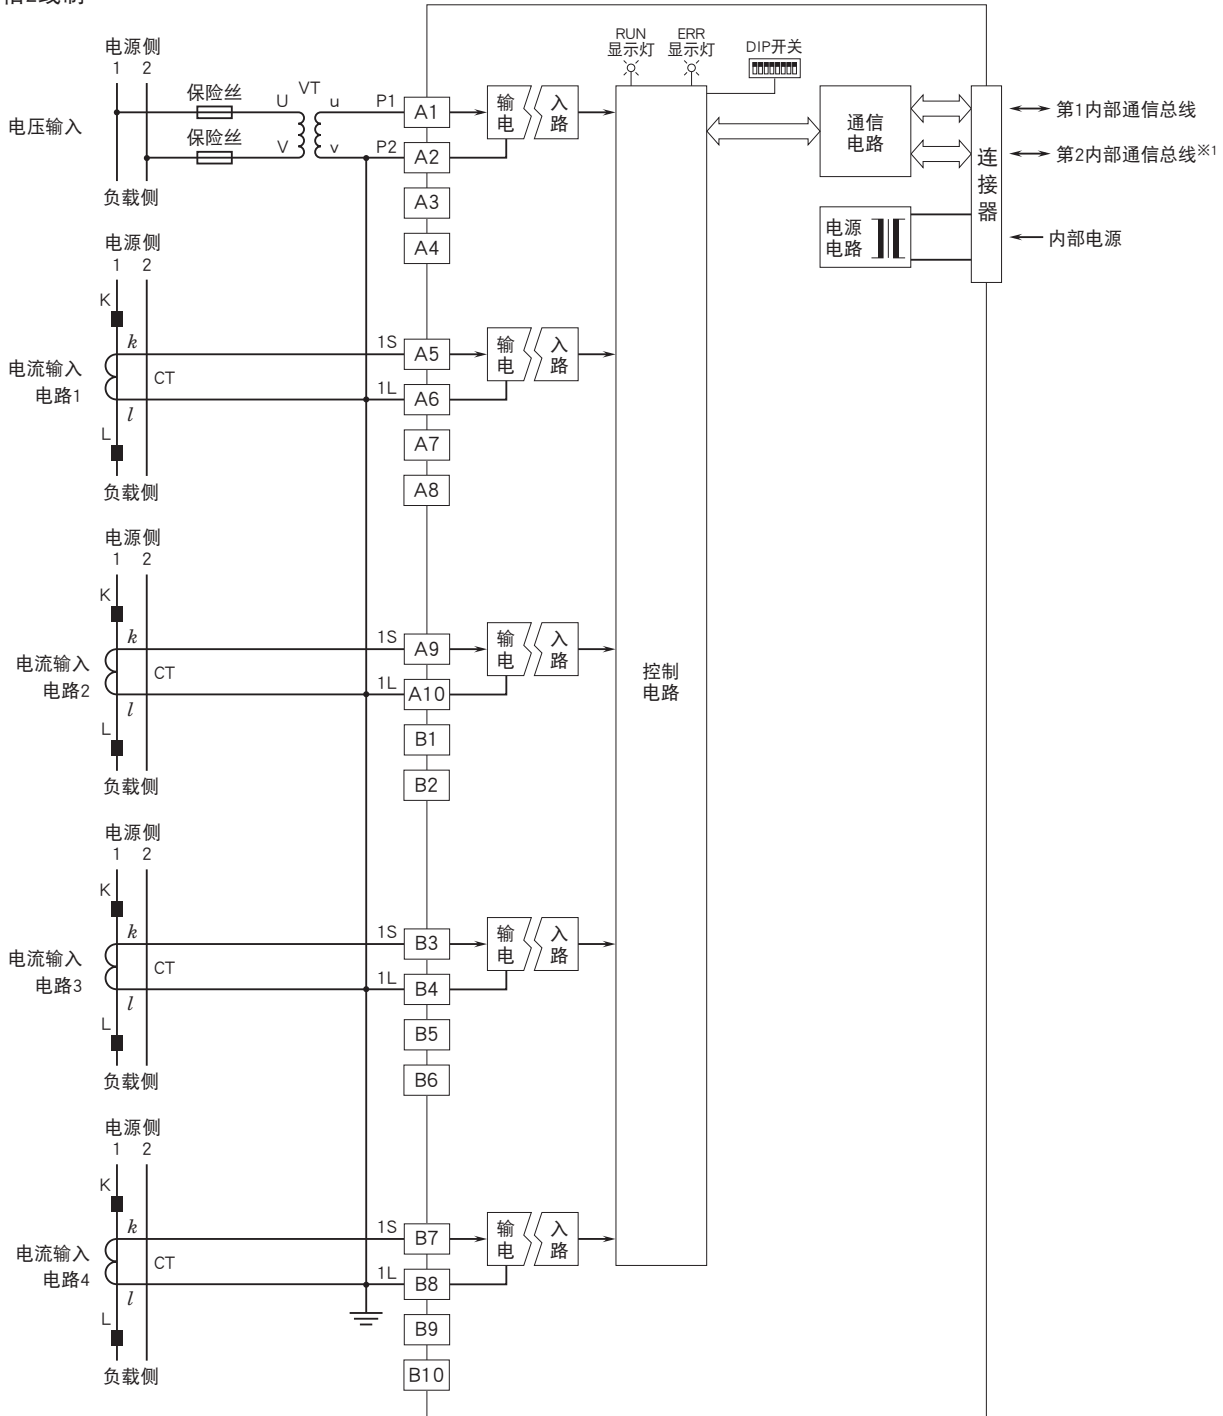 RUN
显示灯
ERR
显示灯
DIP开关
电源侧
1 2
电压输入
保险丝
保险丝
U VT u P1
V v P2
负载侧
A1
A2
A3
A4
输入
电路
通信
电路
连接器
第1内部通信总线
第2内部通信总线※1
电源
电路
内部电源
控制
电路
电源侧
1 2
K
k
电流输入
电路1
CT
l
L
负载侧
1S
1L
A5
A6
A7
A8
输入
电路
电源侧
1 2
K
k
电流输入
电路2
CT
l
L
负载侧
1S
1L
A9
A10
B1
B2
输入
电路
电源侧
1 2
K
k
电流输入
电路3
CT
l
L
负载侧
1S
1L
B3
B4
B5
B6
输入
电路
电源侧
1 2
K
k
电流输入
电路4
CT
l
L
负载侧
1S
1L
B7
B8
B9
B10
输入
电路